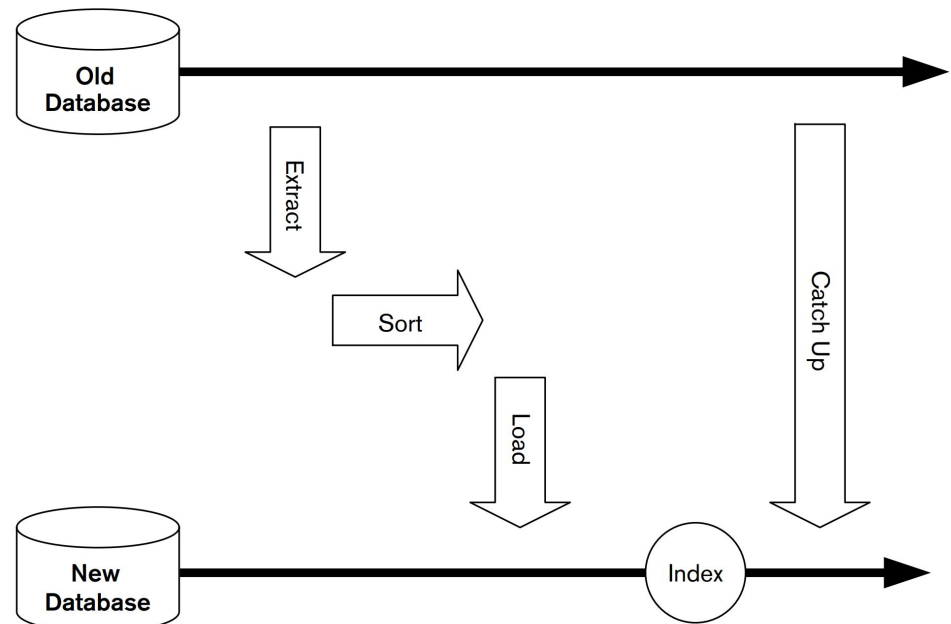 Old
Database
Extract
Sort
Load
Catch Up
New
Database
Index